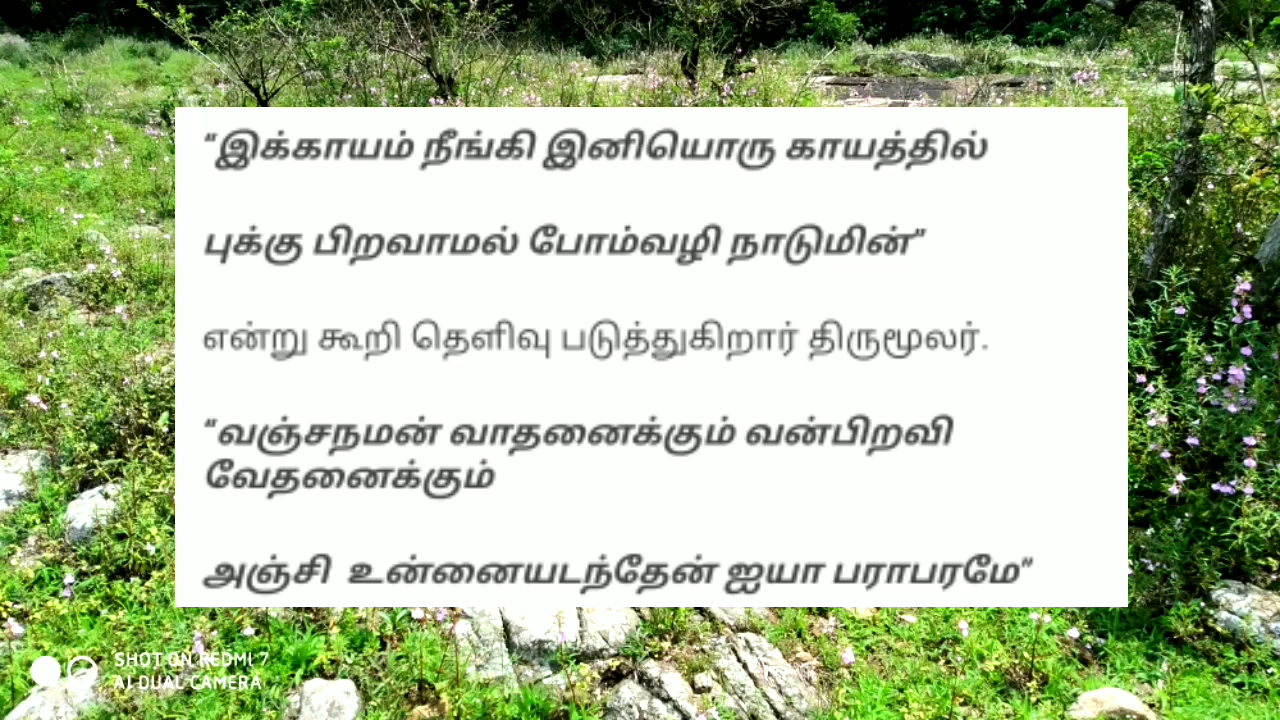 “இக்காயம் நீங்கி இனியொரு காயத்தில்
புக்கு பிறவாமல் போம்வழி நாடுமின்”
என்று கூறி தெளிவு படுத்துகிறார் திருமூலர்.
“வஞ்சநமன் வாதனைக்கும் வன்பிறவி
வேதனைக்கும்
அஞ்சி உன்னையடந்தேன் ஐயா பராபரமே”
SHOT ON REDMI 7
AI DUAL CAMERA